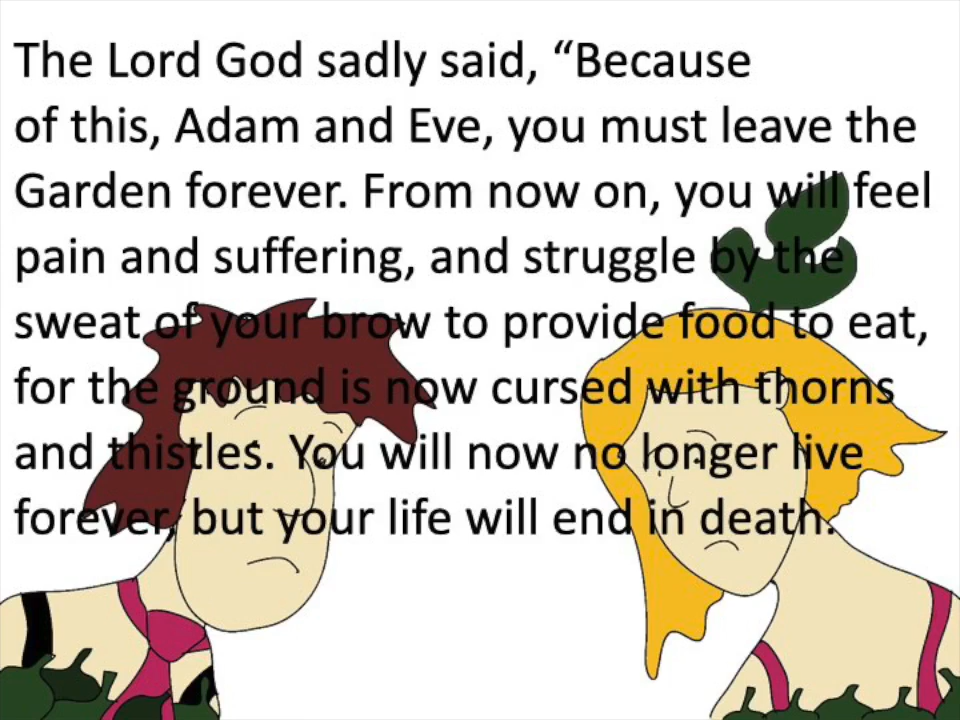 The Lord God sadly said, “Because
of this, Adam and Eve, you must leave the
Garden forever. From now on, you will feel
pain and suffering, and struggle by the
sweat of your brow to provide food to eat,
for the ground is now cursed with thorns
and thistles. You will now no longer live
forever, but your life will end in death.